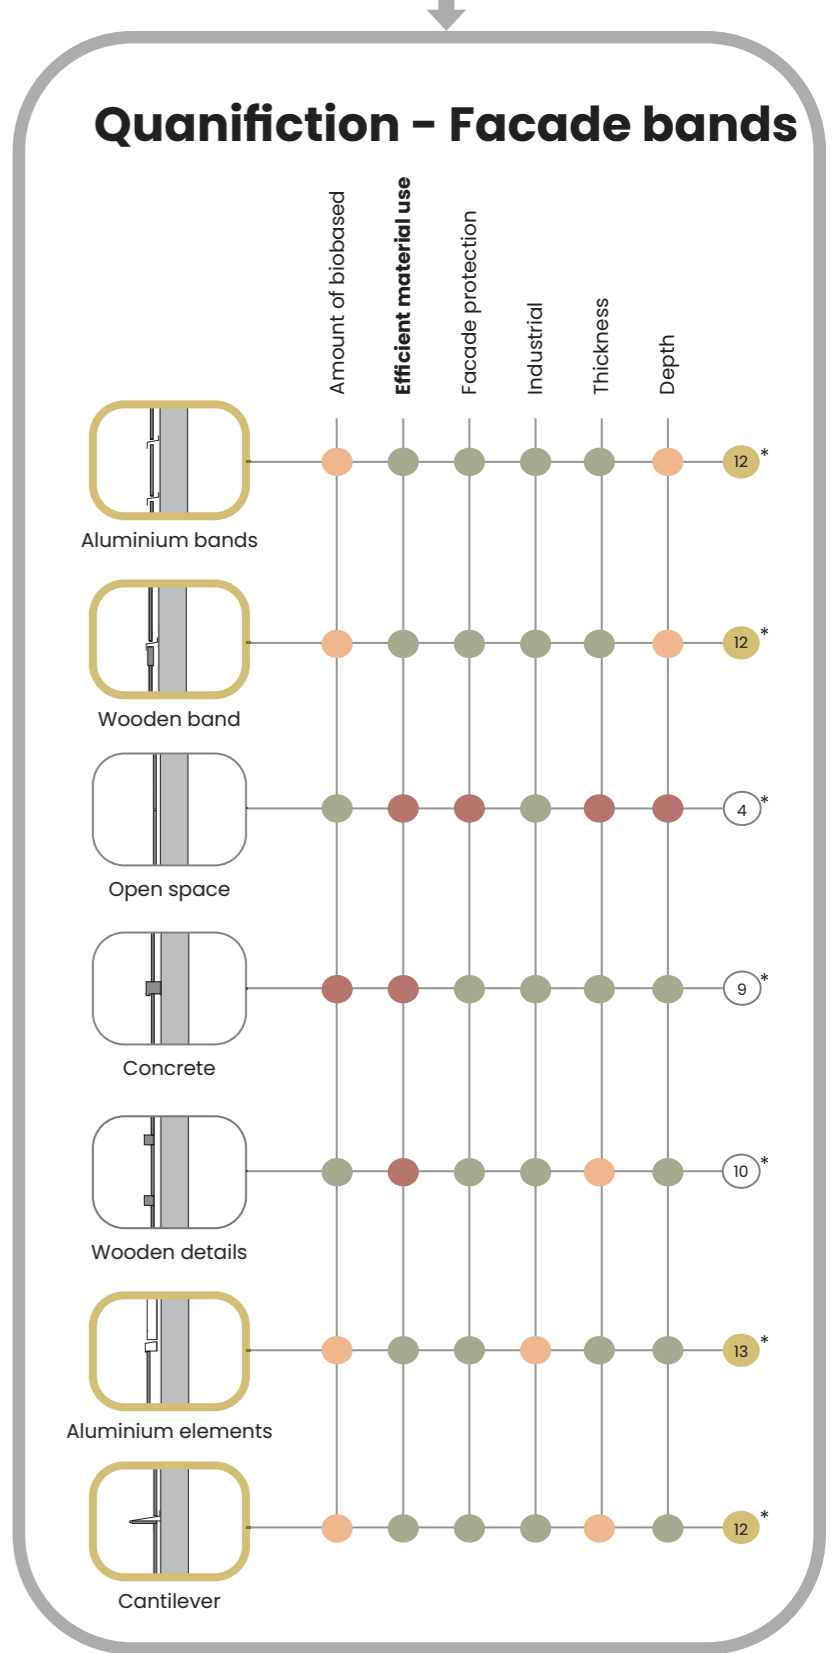 Quanifiction - Facade bands
Amount of biobased
Efficient material use
Facade protection
Industrial
Thickness
Depth
12*
Aluminium bands
12*
Wooden band
4*
Open space
9*
Concrete
10*
Wooden details
13*
Aluminium elements
12*
Cantilever